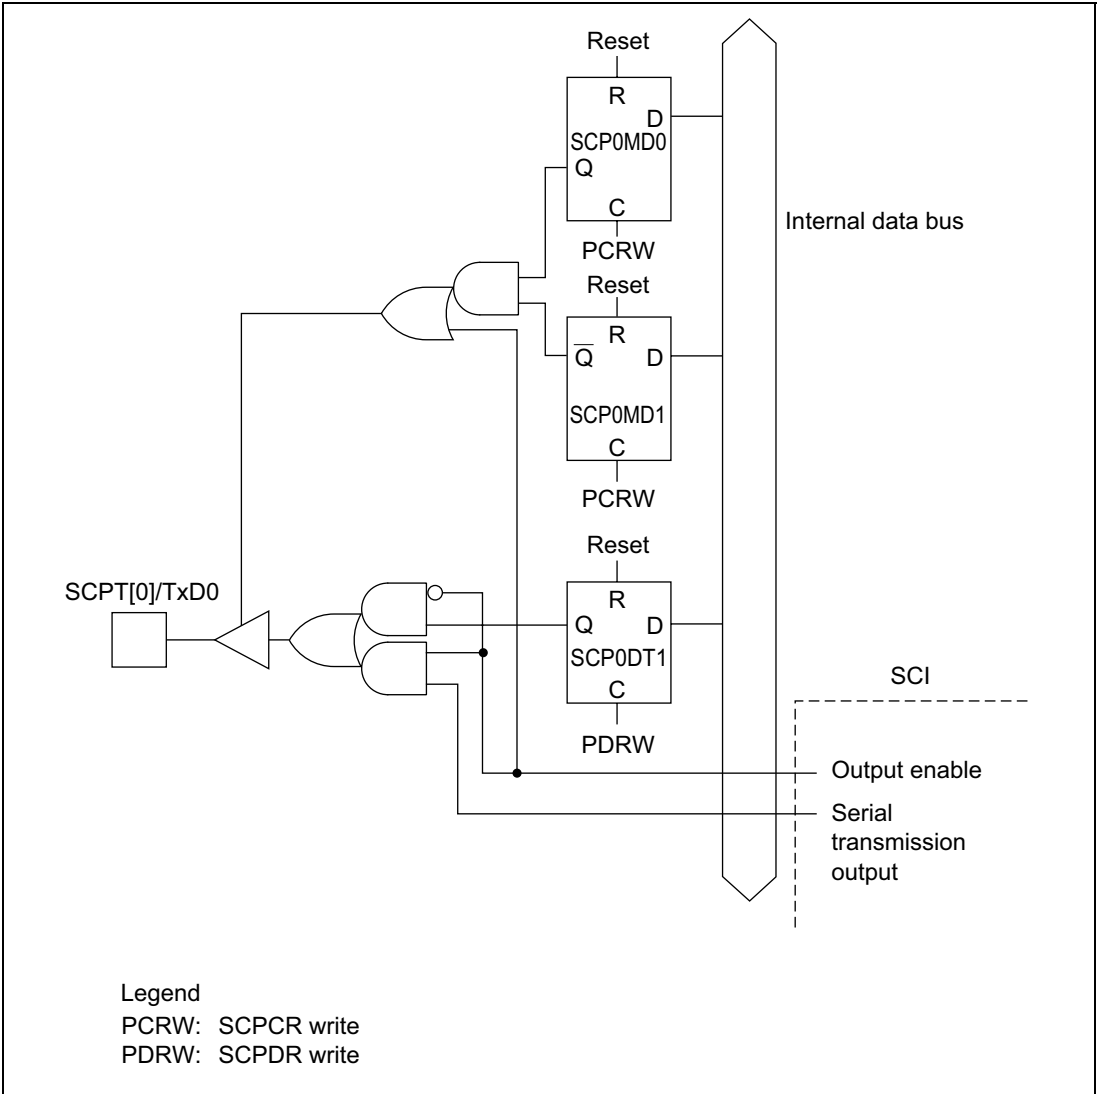 Reset
R
D
SCP0MD0
Q
C
PCRW
Internal data bus
Reset
R
Q̅ D
SCP0MD1
C
PCRW
Reset
R
SCPT[0]/TxD0
Q D
SCP0DT1
C
PDRW
SCI
Output enable
Serial
transmission
output
Legend
PCRW: SCPCR write
PDRW: SCPDR write